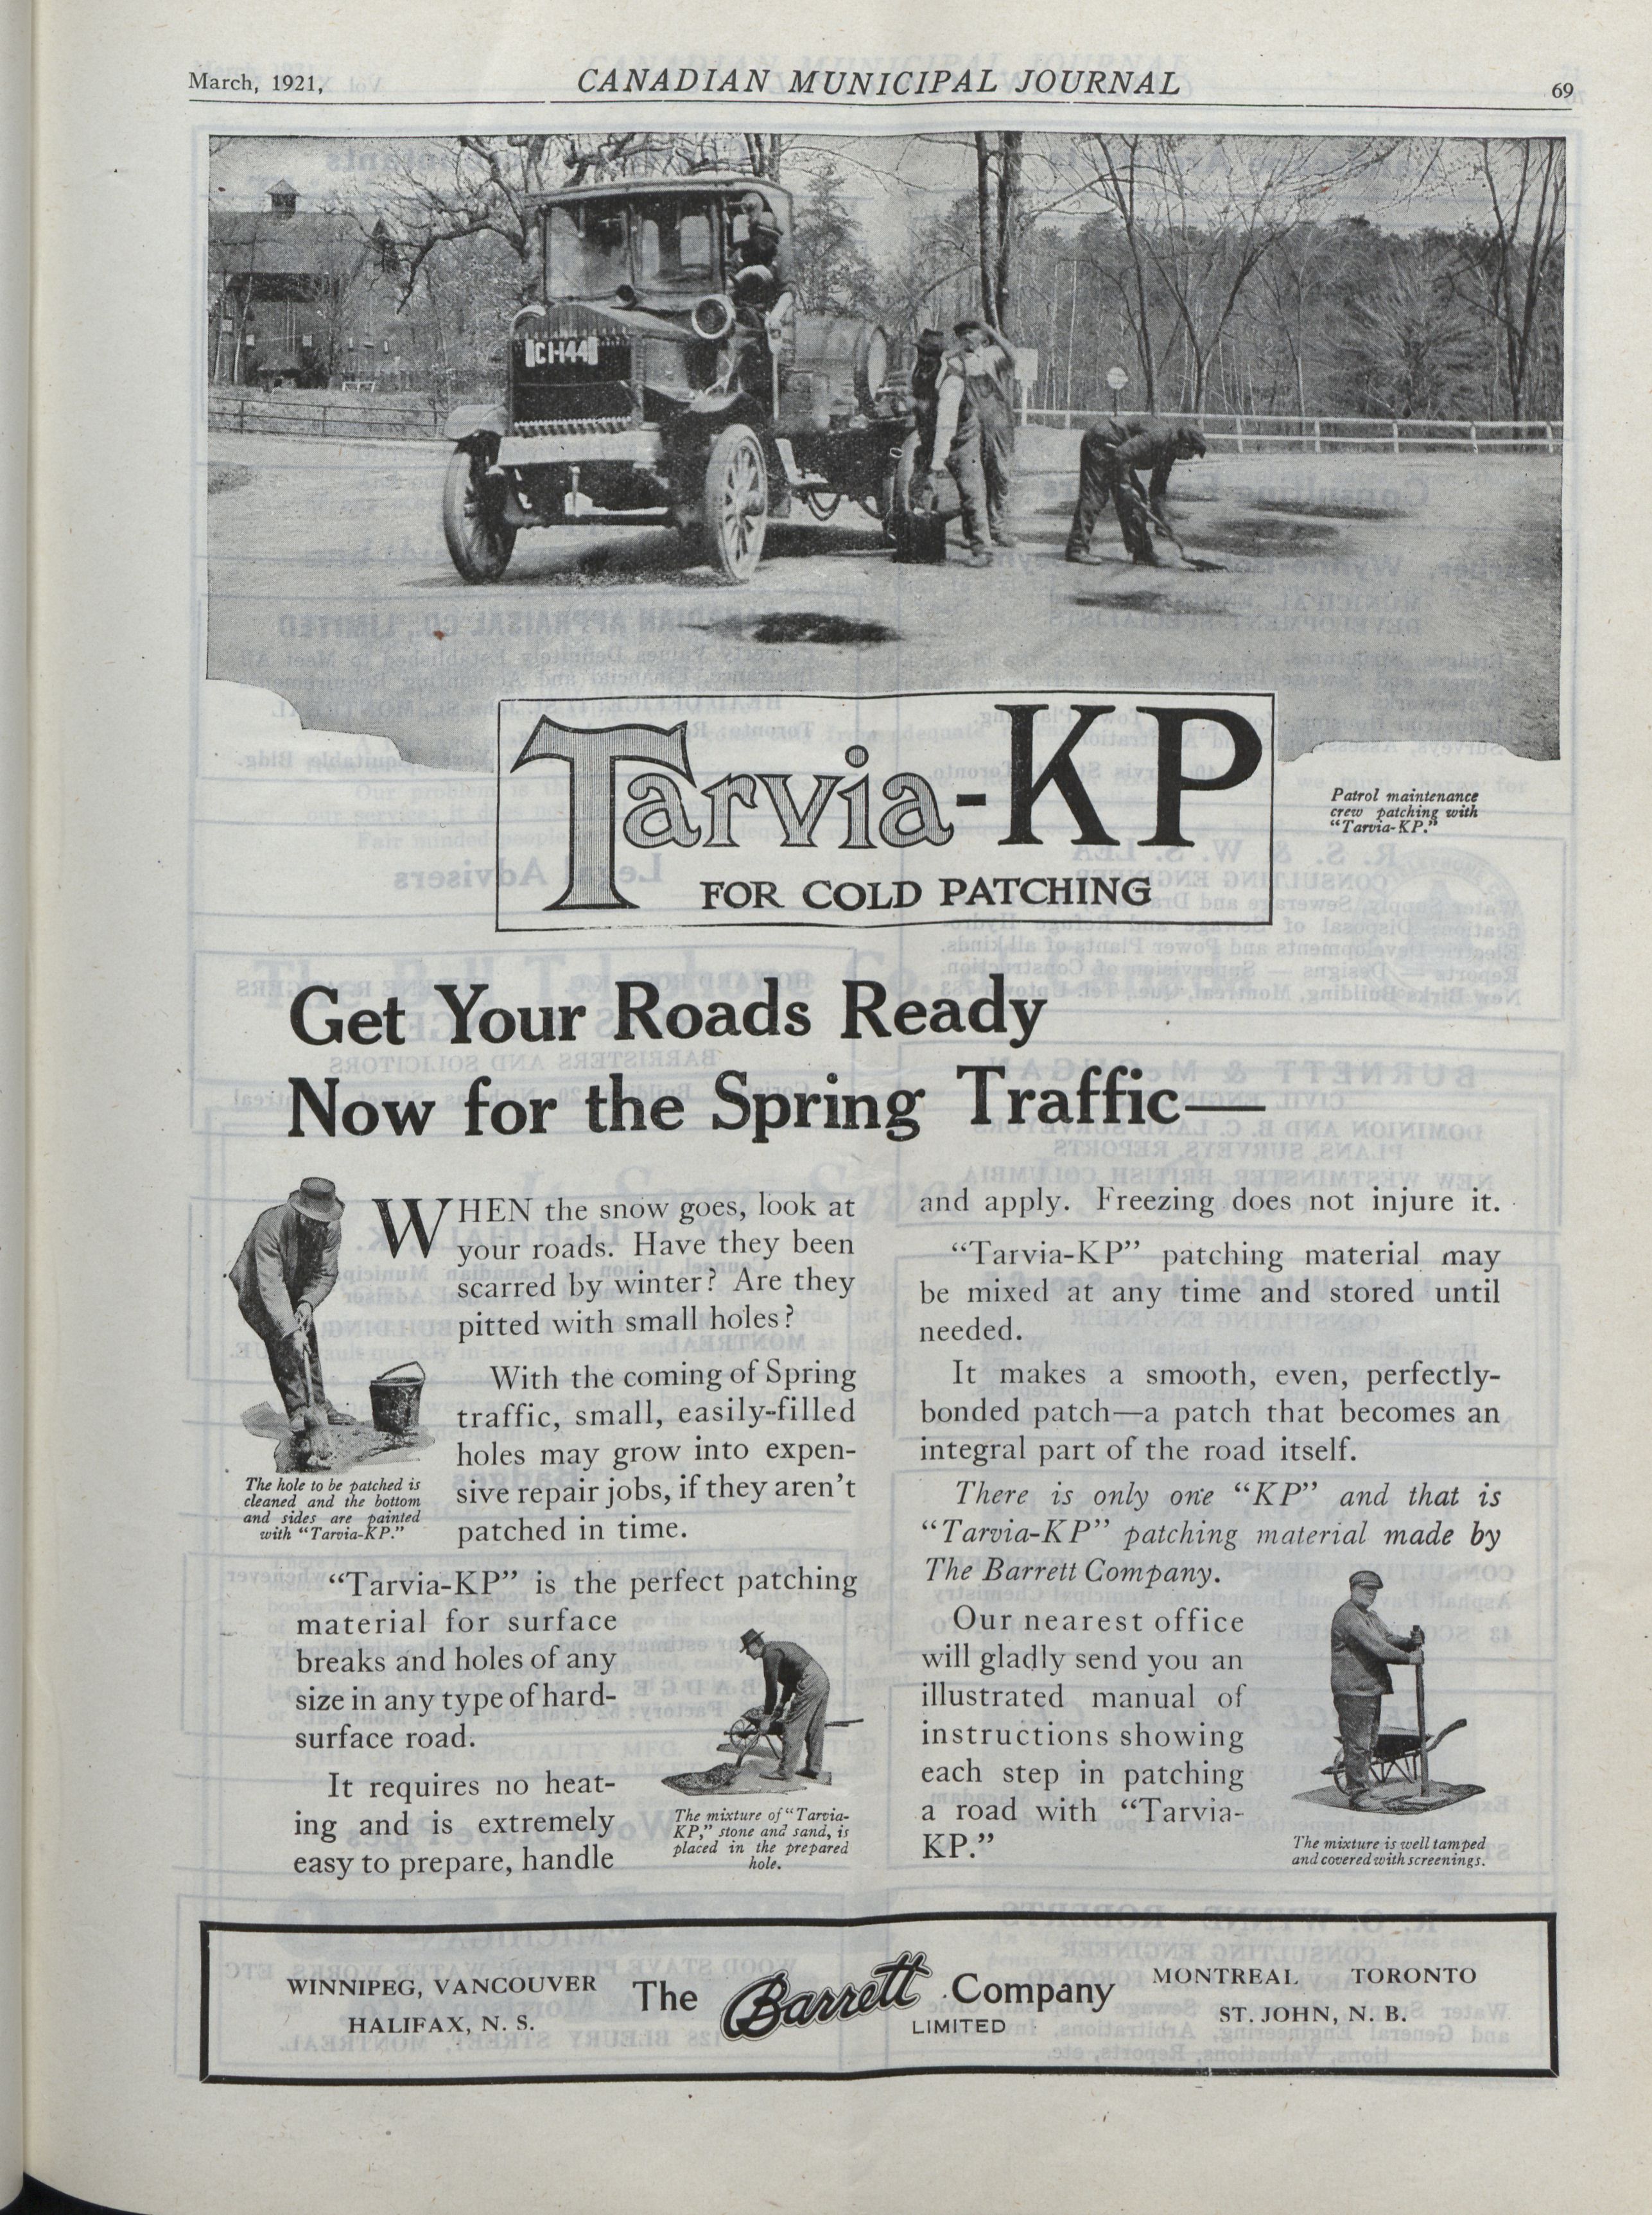 March, 1921,
CANADIAN MUNICIPAL JOURNAL
69
CH44
Tarvia-KP
FOR COLD PATCHING
Patrol maintenance
crew patching with
“Tarvia-KP.”
Get Your Roads Ready
Now for the Spring Traffic—
WHEN the snow goes, look at
your roads. Have they been
scarred by winter? Are they
pitted with small holes?
With the coming of Spring
traffic, small, easily-filled
holes may grow into expen-
sive repair jobs, if they aren't
patched in time.
The hole to be patched is
cleaned and the bottom
and sides are painted
with “Tarvia-KP.”
“Tarvia-KP” is the perfect patching
material for surface
breaks and holes of any
size in any type of hard-
surface road.
It requires no heat-
ing and is extremely
easy to prepare, handle
The mixture of “Tarvia-
KP,” stone and sand, is
placed in the prepared
hole.
and apply. Freezing does not injure it.
“Tarvia-KP” patching material may
be mixed at any time and stored until
needed.
It makes a smooth, even, perfectly-
bonded patch—a patch that becomes an
integral part of the road itself.
There is only one “KP” and that is
“Tarvia-KP” patching material made by
The Barrett Company.
Our nearest office
will gladly send you an
illustrated manual of
instructions showing
each step in patching
a road with “Tarvia-
KP.”
The mixture is well tamped
and covered with screenings.
WINNIPEG, VANCOUVER
HALIFAX, N. S.
The Barrett Company
LIMITED
MONTREAL TORONTO
ST. JOHN, N. B.